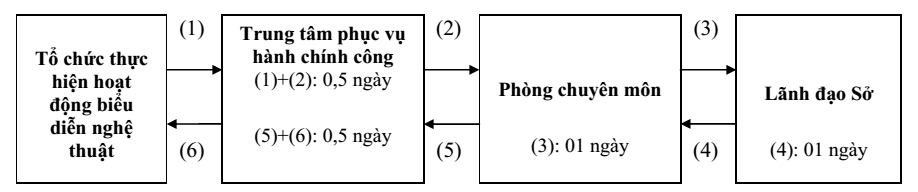 (1)
(2)
(3)
Tổ chức thực
hiện hoạt
động biểu
diễn nghệ
thuật
Trung tâm phục vụ
hành chính công
(1)+(2): 0,5 ngày
(5)+(6): 0,5 ngày
Phòng chuyên môn
(3): 01 ngày
Lãnh đạo Sở
(4): 01 ngày
(6)
(5)
(4)